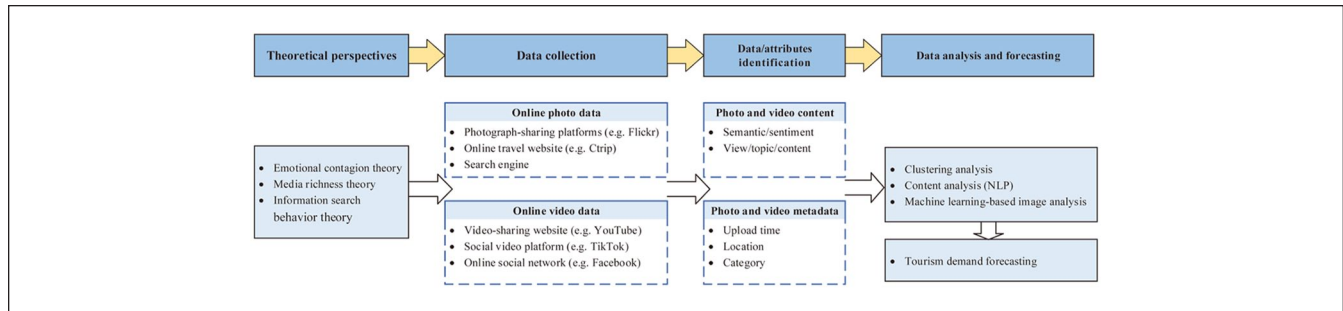 Theoretical perspectives
Data collection
Data/attributes
identification
Data analysis and forecasting
• Emotional contagion theory
• Media richness theory
• Information search
behavior theory
Online photo data
• Photograph-sharing platforms (e.g. Flickr)
• Online travel website (e.g. Ctrip)
• Search engine
Online video data
• Video-sharing website (e.g. YouTube)
• Social video platform (e.g. TikTok)
• Online social network (e.g. Facebook)
Photo and video content
• Semantic/sentiment
• View/topic/content
Photo and video metadata
• Upload time
• Location
• Category
• Clustering analysis
• Content analysis (NLP)
• Machine learning-based image analysis
• Tourism demand forecasting